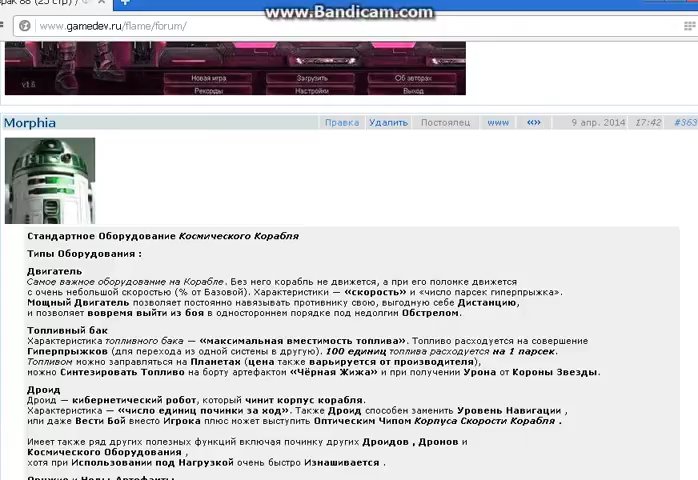 www.Bandicam.com
www.gamedev.ru/flame/forum/
v1.6
Новая игра Загрузить Об авторах
Рекорды Настройки Выход
Morphia Правка Удалить Постоялец www «» 9 апр. 2014 17:42 #363
Стандартное Оборудование Космического Корабля
Типы Оборудования :
Двигатель
Самое важное оборудование на Корабле. Без него корабль не движется, а при его полонке движется
с очень небольшой скоростью (% от Базовой). Характеристики — «скорость» и «число парсек гиперпрыжка».
Мощный Двигатель позволяет постоянно навязывать противнику свою, выгодную себе Дистанцию,
и позволяет вовремя выйти из боя в одностороннем порядке под недолгим Обстрелом.
Топливный бак
Характеристика топливного бака — «максимальная вместимость топлива». Топливо расходуется на совершение
Гиперпрыжков (для перехода из одной системы в другую). 100 единиц топлива расходуется на 1 парсек.
Топливом можно заправляться на Планетах (цена также варьируется от производителя),
можно Синтезировать Топливо на борту артефактом «Чёрная Жижа» и при получении Урона от Короны Звезды.
Дроид
Дроид — кибернетический робот, который чинит корпус корабля.
Характеристика — «число единиц починки за ход». Также Дроид способен заменить Уровень Навигации ,
или даже Вести Бой вместо Игрока плюс может выступить Оптическим Чипом Корпуса Скорости Корабля .
Имеет также ряд других полезных функций включая починку других Дроидов , Дронов и
Космического Оборудования ,
хотя при Использовании под Нагрузкой очень быстро Изнашивается .